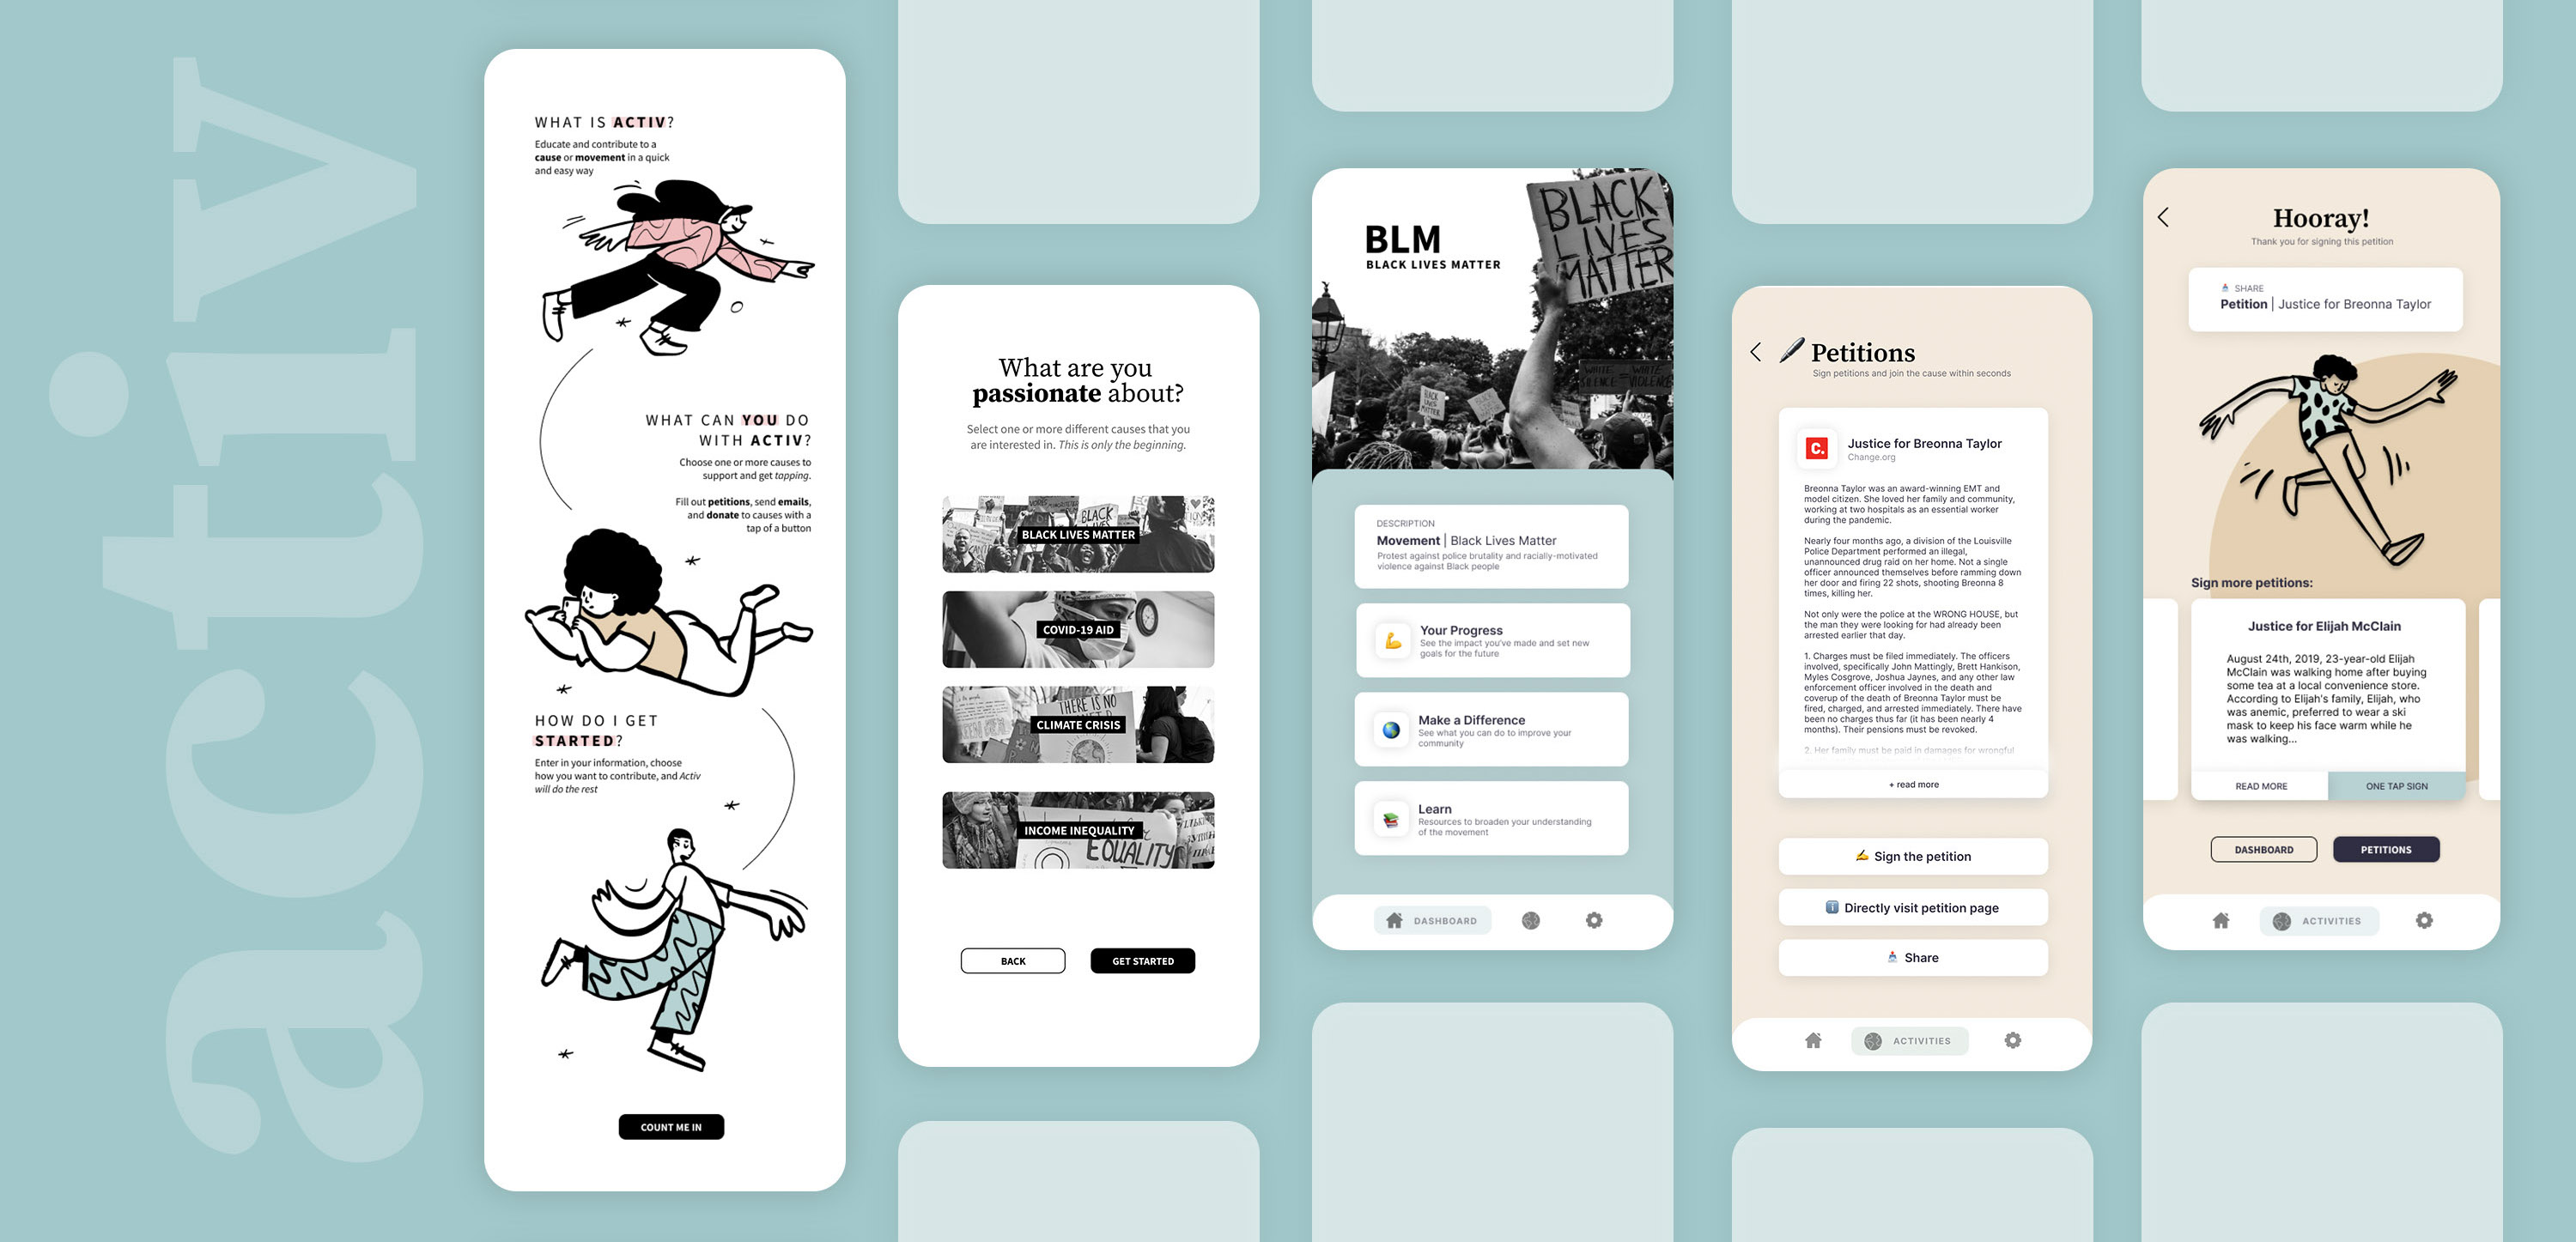 activ
WHAT IS ACTIV?
Educate and contribute to a
cause or movement in a quick
and easy way
WHAT CAN YOU DO
WITH ACTIV?
Choose one or more causes to
support and get tapping.
Fill out petitions, send emails,
and donate to causes with a
tap of a button
HOW DO I GET
STARTED?
Enter in your information, choose
how you want to contribute, and Activ
will do the rest
COUNT ME IN
What are you
passionate about?
Select one or more different causes that you
are interested in. This is only the beginning.
BLACK LIVES MATTER
COVID-19 AID
THERE IS NO
CLIMATE CRISIS
INCOME INEQUALITY
EQUALITY
BACK
GET STARTED
BLM
BLACK LIVES MATTER
BLACK
LIVES
MATTER
WHITE WHITE
SILENCE = VIOLENCE
BLACK
LIVES
MATTER
DESCRIPTION
Movement | Black Lives Matter
Protest against police brutality and racially-motivated
violence against Black people
Your Progress
See the impact you've made and set new
goals for the future
Make a Difference
See what you can do to improve your
community
Learn
Resources to broaden your understanding
of the movement
DASHBOARD
Petitions
Sign petitions and join the cause within seconds
C.
Justice for Breonna Taylor
Change.org
Breonna Taylor was an award-winning EMT and
model citizen. She loved her family and community,
working at two hospitals as an essential worker
during the pandemic.
Nearly four months ago, a division of the Louisville
Police Department performed an illegal,
unannounced drug raid on her home. Not a single
officer announced themselves before ramming down
her door and firing 22 shots, shooting Breonna 8
times, killing her.
Not only were the police at the WRONG HOUSE, but
the man they were looking for had already been
arrested earlier that day.
1. Charges must be filed immediately. The officers
involved, specifically John Mattingly, Brett Hankison,
Myles Cosgrove, Joshua Jaynes, and any other law
enforcement officer involved in the death and
coverup of the death of Breonna Taylor must be
fired, charged, and arrested immediately. There have
been no charges thus far (it has been nearly 4
months). Their pensions must be revoked.
2. Her family must be paid in damages for wrongful
+ read more
Sign the petition
Directly visit petition page
Share
ACTIVITIES
Hooray!
Thank you for signing this petition
SHARE
Petition | Justice for Breonna Taylor
Sign more petitions:
Justice for Elijah McClain
August 24th, 2019, 23-year-old Elijah
McClain was walking home after buying
some tea at a local convenience store.
According to Elijah's family, Elijah, who
was anemic, preferred to wear a ski
mask to keep his face warm while he
was walking...
READ MORE
ONE TAP SIGN
DASHBOARD
PETITIONS
ACTIVITIES